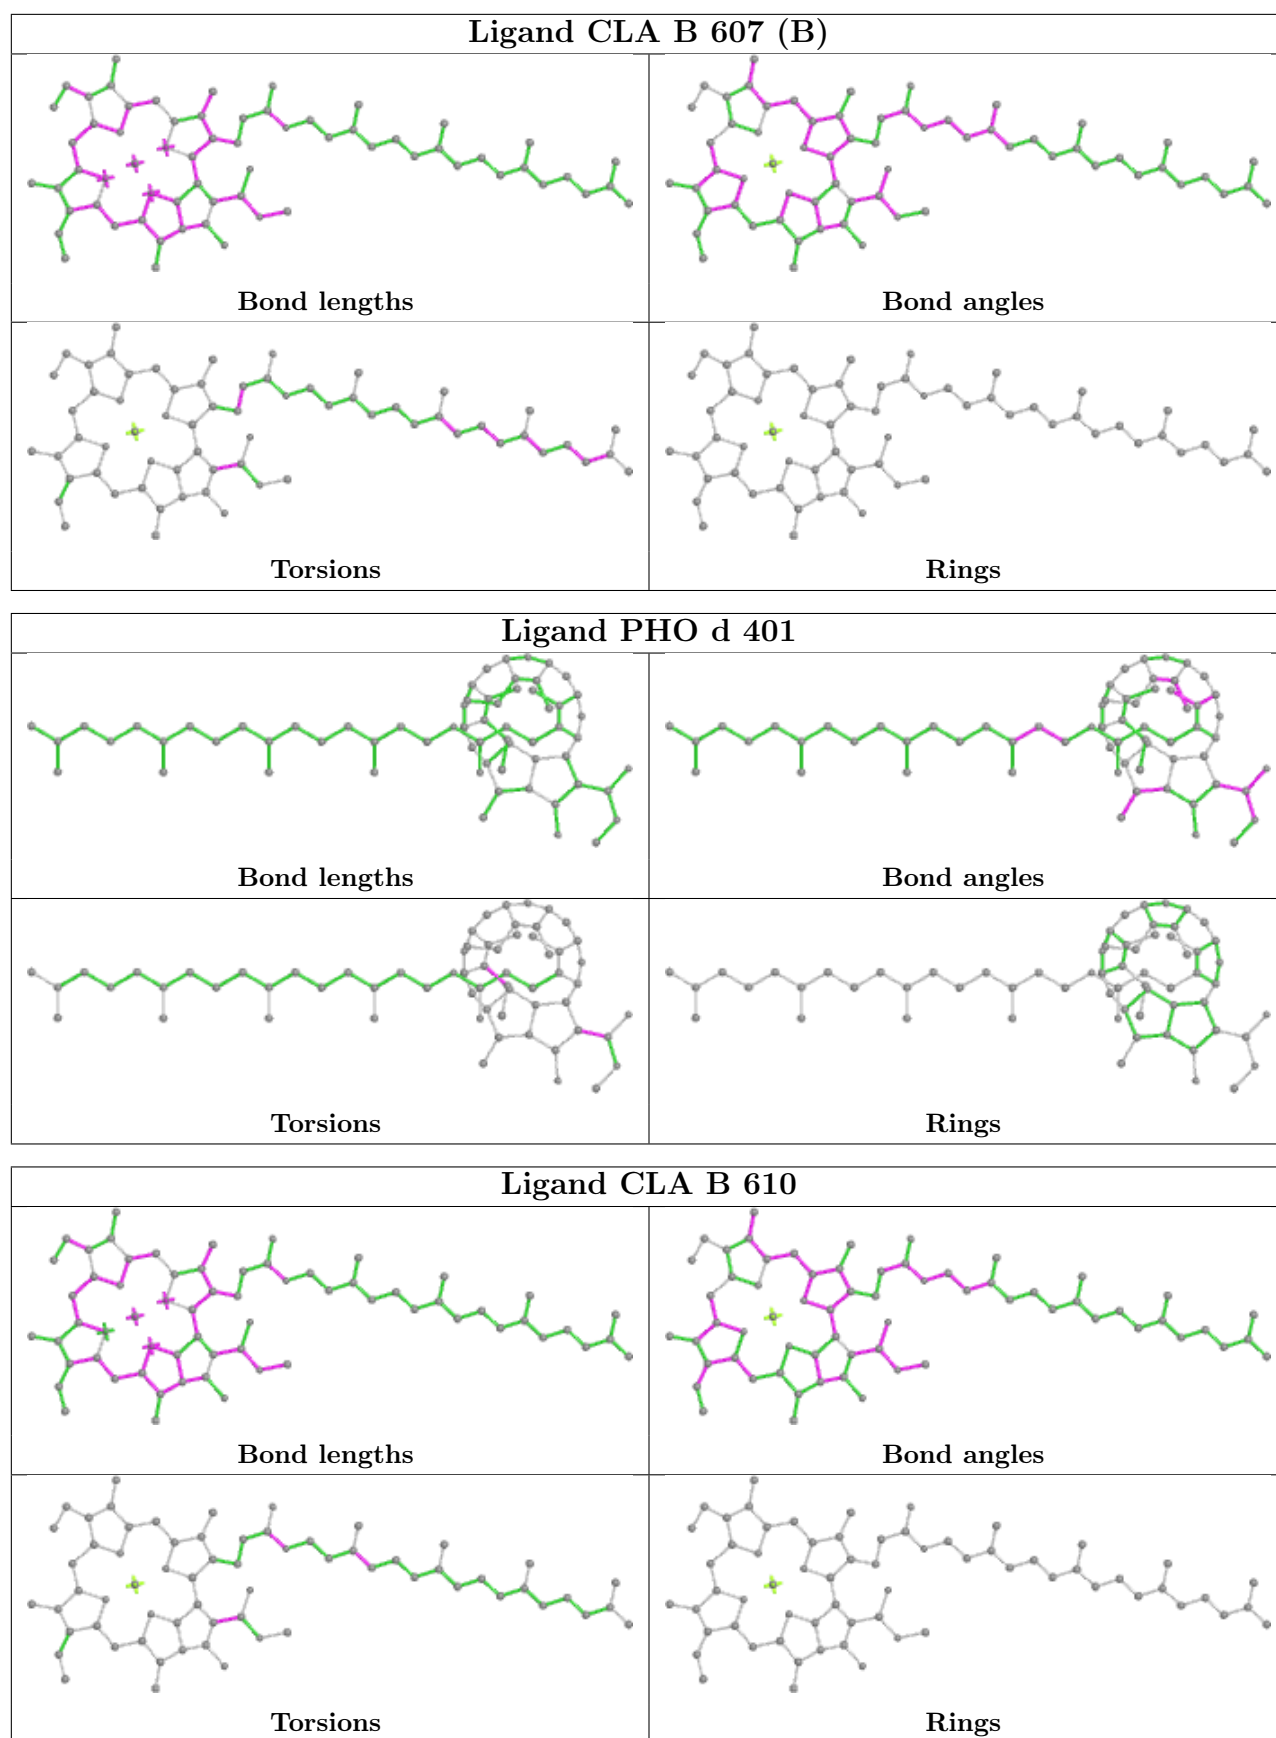 Ligand CLA B 607 (B)
Bond lengths
Bond angles
Torsions
Rings
Ligand PHO d 401
Bond lengths
Bond angles
Torsions
Rings
Ligand CLA B 610
Bond lengths
Bond angles
Torsions
Rings